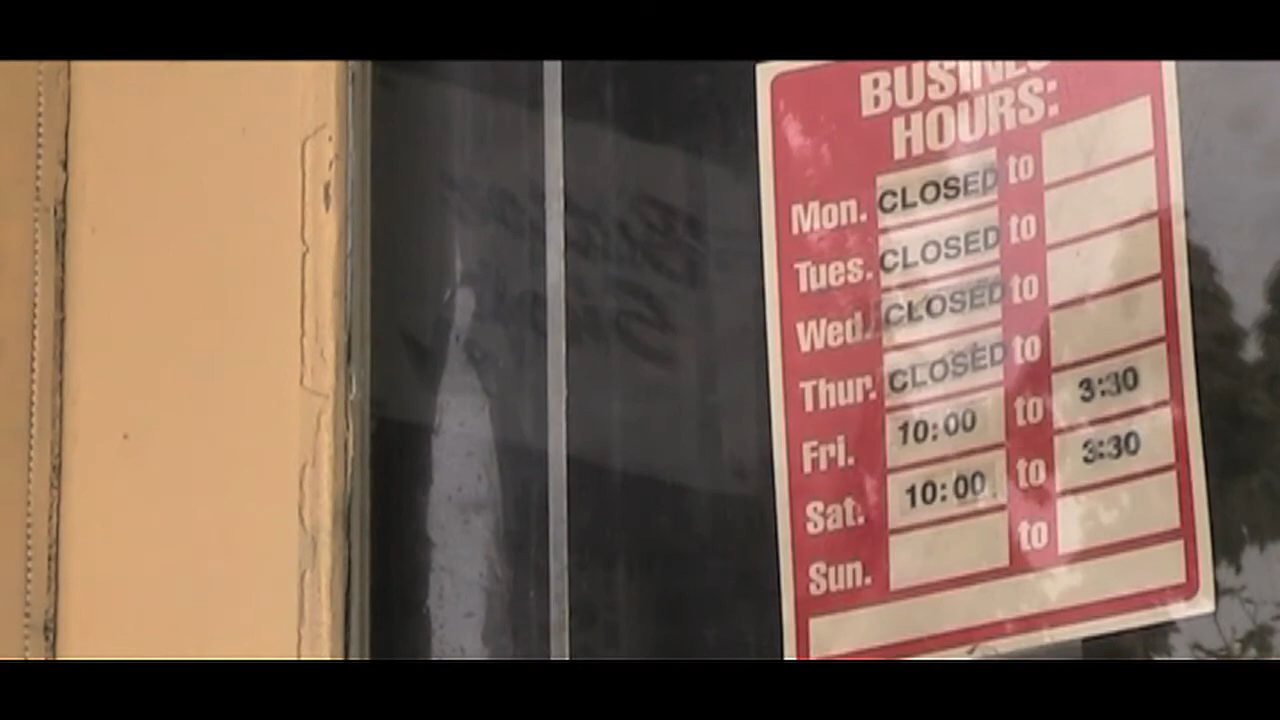 BUSINESS
HOURS:
Mon. CLOSED to
Tues. CLOSED to
Wed. CLOSED to
Thur. CLOSED to
Fri. 10:00 to 3:30
Sat. 10:00 to 3:30
Sun. to